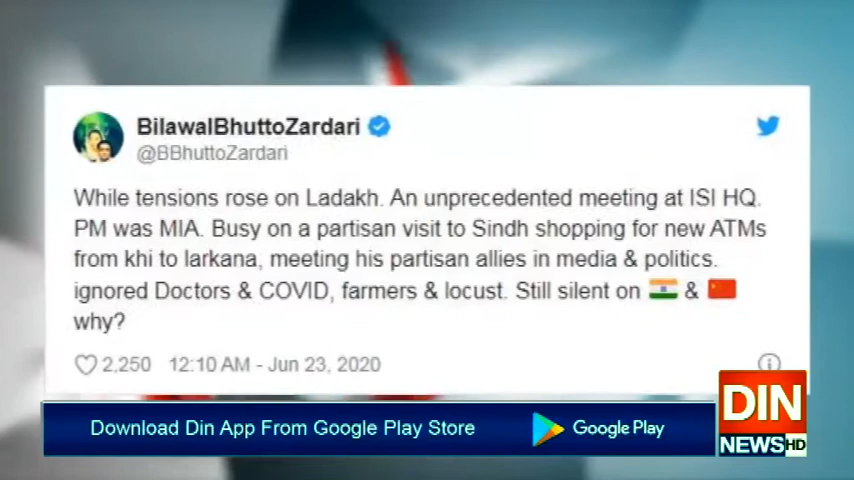 BilawalBhuttoZardari
@BBhuttoZardari
While tensions rose on Ladakh. An unprecedented meeting at ISI HQ.
PM was MIA. Busy on a partisan visit to Sindh shopping for new ATMs
from khi to larkana, meeting his partisan allies in media & politics.
ignored Doctors & COVID, farmers & locust. Still silent on 🇮🇳 & 🇨🇳
why?
2,250 12:10 AM - Jun 23, 2020
Download Din App From Google Play Store
Google Play
DIN
NEWS HD